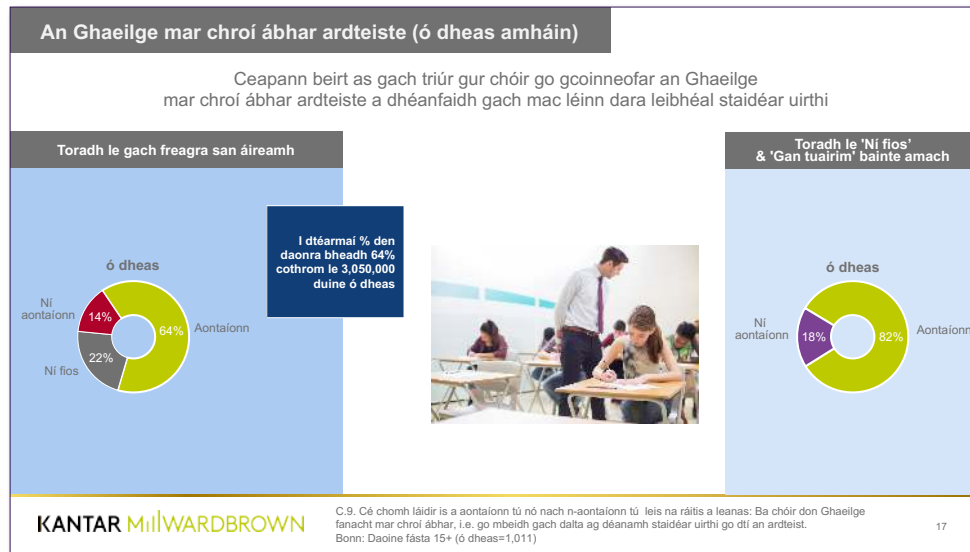 An Ghaeilge mar chroí ábhar ardteiste (ó dheas amháin)
Ceapann beirt as gach triúr gur chóir go gcoinneofar an Ghaeilge
mar chroí ábhar ardteiste a dhéanfaidh gach mac léinn dara leibhéal staidéar uirthi
Toradh le gach freagra san áireamh
I dtéarmaí % den
daonra bheadh 64%
cothrom le 3,050,000
duine ó dheas
ó dheas
Ní
aontaíonn
14%
64%
Aontaíonn
22%
Ní fios
Toradh le 'Ní fios’
& 'Gan tuairim' bainte amach
ó dheas
Ní
aontaíonn
18%
82%
Aontaíonn
KANTAR MILLWARDBROWN
C.9. Cé chomh láidir is a aontaíonn tú nó nach n-aontaíonn tú leis na ráitis a leanas: Ba chóir don Ghaeilge
fanacht mar chroí ábhar, i.e. go mbeidh gach dalta ag déanamh staidéar uirthi go dtí an ardteist.
Bonn: Daoine fásta 15+ (ó dheas=1,011)
17